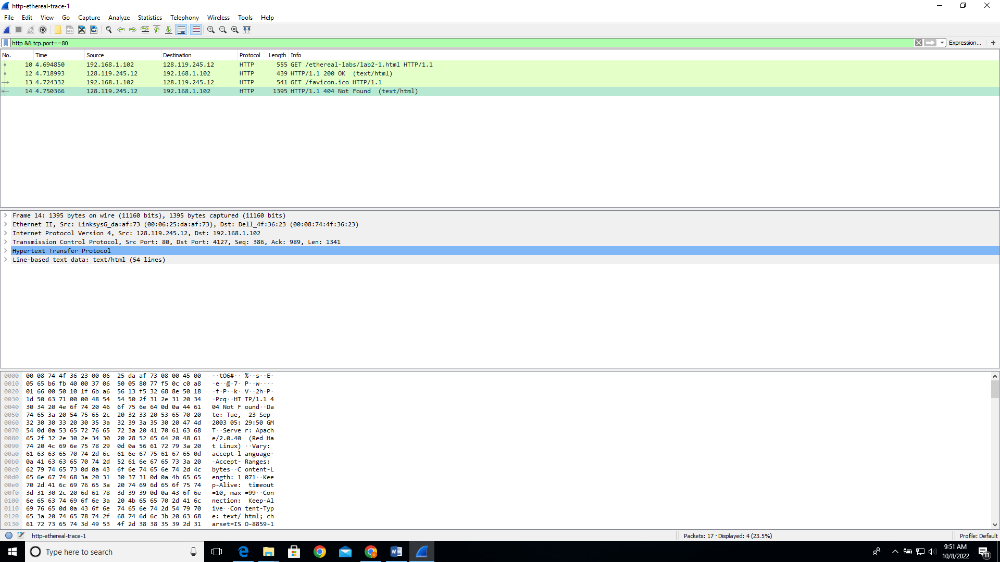 http-ethereal-trace-1
File Edit View Go Capture Analyze Statistics Telephony Wireless Tools Help
http && tcp.port==80
Expression... +
No. Time Source Destination Protocol Length Info
10 4.694850 192.168.1.102 128.119.245.12 HTTP 555 GET /ethereal-labs/lab2-1.html HTTP/1.1
12 4.718993 128.119.245.12 192.168.1.102 HTTP 439 HTTP/1.1 200 OK (text/html)
13 4.724332 192.168.1.102 128.119.245.12 HTTP 541 GET /favicon.ico HTTP/1.1
14 4.750366 128.119.245.12 192.168.1.102 HTTP 1395 HTTP/1.1 404 Not Found (text/html)
Frame 14: 1395 bytes on wire (11160 bits), 1395 bytes captured (11160 bits)
Ethernet II, Src: LinksysG_da:af:73 (00:06:25:da:af:73), Dst: Dell_4f:36:23 (00:08:74:4f:36:23)
Internet Protocol Version 4, Src: 128.119.245.12, Dst: 192.168.1.102
Transmission Control Protocol, Src Port: 80, Dst Port: 4127, Seq: 386, Ack: 989, Len: 1341
Hypertext Transfer Protocol
Line-based text data: text/html (54 lines)
0000 00 08 74 4f 36 23 00 06 25 da af 73 08 00 45 00 ··tO6#·· %··s··E·
0010 05 65 b6 fb 40 00 37 06 50 05 80 77 f5 0c c0 a8 ·e··@·7· P··w····
0020 01 66 00 50 10 1f 6b a6 56 13 f5 32 68 8e 50 18 ·f·P··k· V··2h·P·
0030 1d 50 63 71 00 00 48 54 54 50 2f 31 2e 31 20 34 ·Pcq··HT TP/1.1 4
0040 30 34 20 4e 6f 74 20 46 6f 75 6e 64 0d 0a 44 61 04 Not F ound··Da
0050 74 65 3a 20 54 75 65 2c 20 32 33 20 53 65 70 20 te: Tue, 23 Sep
0060 32 30 30 33 20 30 35 3a 32 39 3a 35 30 20 47 4d 2003 05: 29:50 GM
0070 54 0d 0a 53 65 72 76 65 72 3a 20 41 70 61 63 68 T··Serve r: Apach
0080 65 2f 32 2e 30 2e 34 30 20 28 52 65 64 20 48 61 e/2.0.40 (Red Ha
0090 74 20 4c 69 6e 75 78 29 0d 0a 56 61 72 79 3a 20 t Linux) ··Vary:
00a0 61 63 63 65 70 74 2d 6c 61 6e 67 75 61 67 65 0d accept-l anguage·
00b0 0a 41 63 63 65 70 74 2d 52 61 6e 67 65 73 3a 20 ·Accept- Ranges:
00c0 62 79 74 65 73 0d 0a 43 6f 6e 74 65 6e 74 2d 4c bytes··C ontent-L
00d0 65 6e 67 74 68 3a 20 31 30 37 31 0d 0a 4b 65 65 ength: 1 071··Kee
00e0 70 2d 41 6c 69 76 65 3a 20 74 69 6d 65 6f 75 74 p-Alive: timeout
00f0 3d 31 30 2c 20 6d 61 78 3d 39 39 0d 0a 43 6f 6e =10, max =99··Con
0100 6e 65 63 74 69 6f 6e 3a 20 4b 65 65 70 2d 41 6c nection: Keep-Al
0110 69 76 65 0d 0a 43 6f 6e 74 65 6e 74 2d 54 79 70 ive··Con tent-Typ
0120 65 3a 20 74 65 78 74 2f 68 74 6d 6c 3b 20 63 68 e: text/ html; ch
0130 61 72 73 65 74 3d 49 53 4f 2d 38 38 35 39 2d 31 arset=IS O-8859-1
http-ethereal-trace-1
Packets: 17 · Displayed: 4 (23.5%)
Profile: Default
Type here to search
9:51 AM
10/8/2022
11